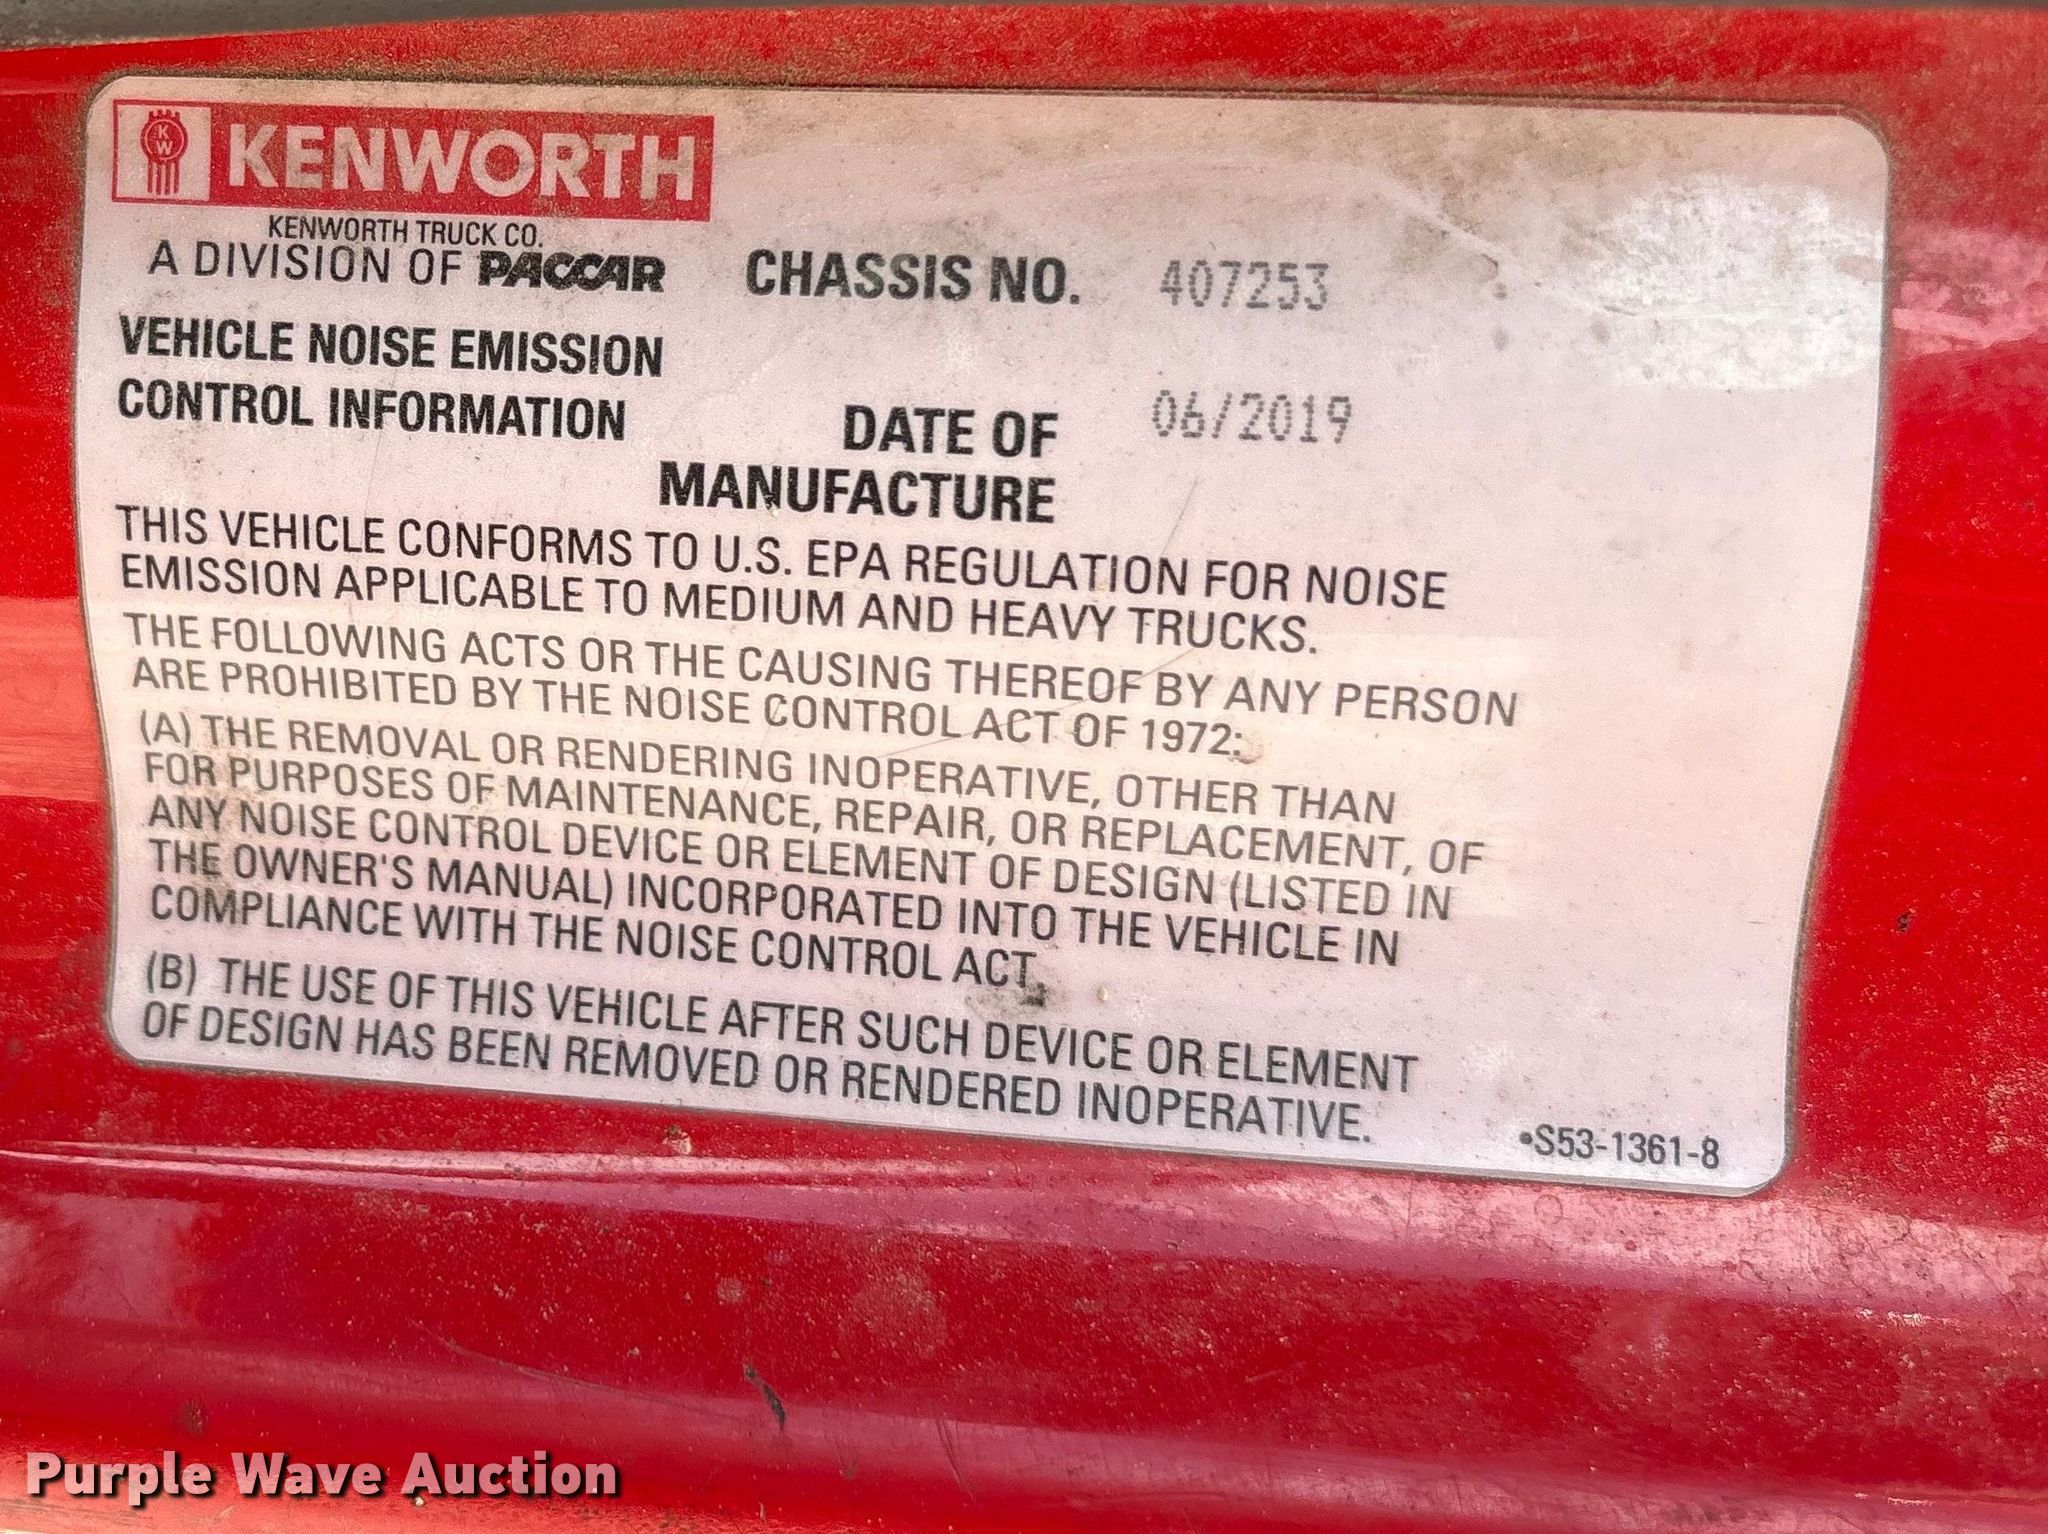 KW KENWORTH
KENWORTH TRUCK CO.
A DIVISION OF PACCAR
CHASSIS NO. 407253
VEHICLE NOISE EMISSION
CONTROL INFORMATION
DATE OF 06/2019
MANUFACTURE
THIS VEHICLE CONFORMS TO U.S. EPA REGULATION FOR NOISE
EMISSION APPLICABLE TO MEDIUM AND HEAVY TRUCKS.
THE FOLLOWING ACTS OR THE CAUSING THEREOF BY ANY PERSON
ARE PROHIBITED BY THE NOISE CONTROL ACT OF 1972:
(A) THE REMOVAL OR RENDERING INOPERATIVE, OTHER THAN
FOR PURPOSES OF MAINTENANCE, REPAIR, OR REPLACEMENT, OF
ANY NOISE CONTROL DEVICE OR ELEMENT OF DESIGN (LISTED IN
THE OWNER'S MANUAL) INCORPORATED INTO THE VEHICLE IN
COMPLIANCE WITH THE NOISE CONTROL ACT.
(B) THE USE OF THIS VEHICLE AFTER SUCH DEVICE OR ELEMENT
OF DESIGN HAS BEEN REMOVED OR RENDERED INOPERATIVE.
•S53-1361-8
Purple Wave Auction